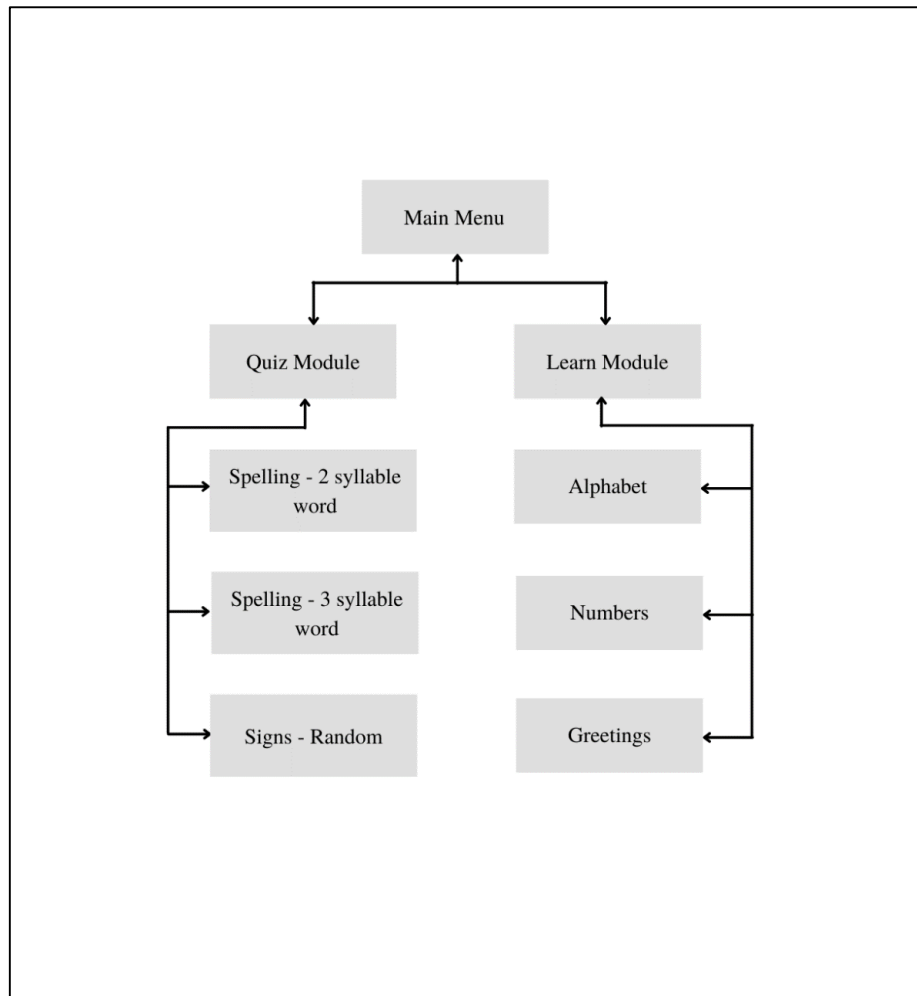 Main Menu
Quiz Module
Learn Module
Spelling - 2 syllable
word
Alphabet
Spelling - 3 syllable
word
Numbers
Signs - Random
Greetings